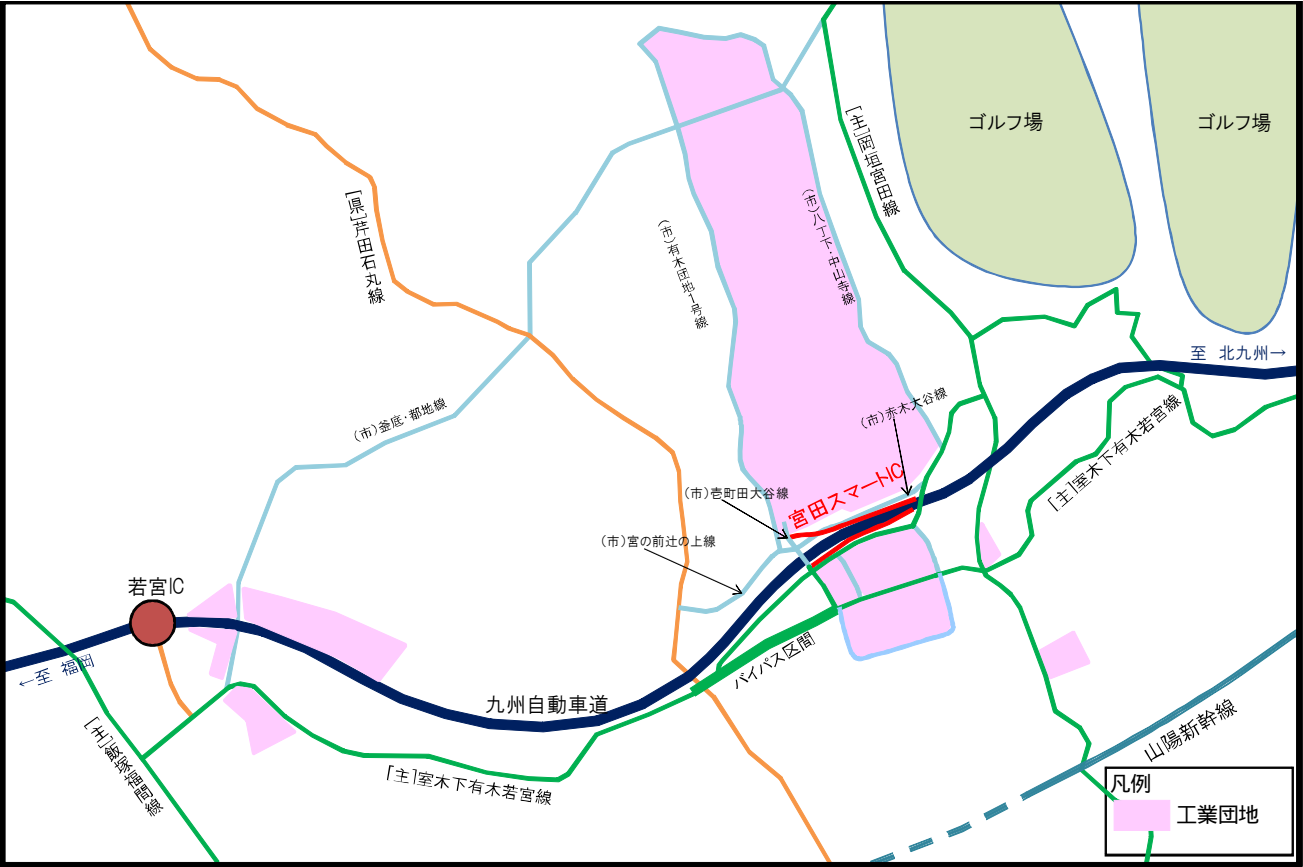 ゴルフ場
ゴルフ場
[主]岡垣宮田線
[県]芹田石丸線
(市)八丁下・中山寺線
(市)有木団地1号線
至 北九州→
(市)釜底・都地線
(市)赤木大谷線
[主]室木下有木若宮線
宮田スマートIC
(市)壱町田大谷線
(市)宮の前辻の上線
若宮IC
←至 福岡
バイパス区間
九州自動車道
[主]飯塚福間線
[主]室木下有木若宮線
山陽新幹線
凡例
工業団地